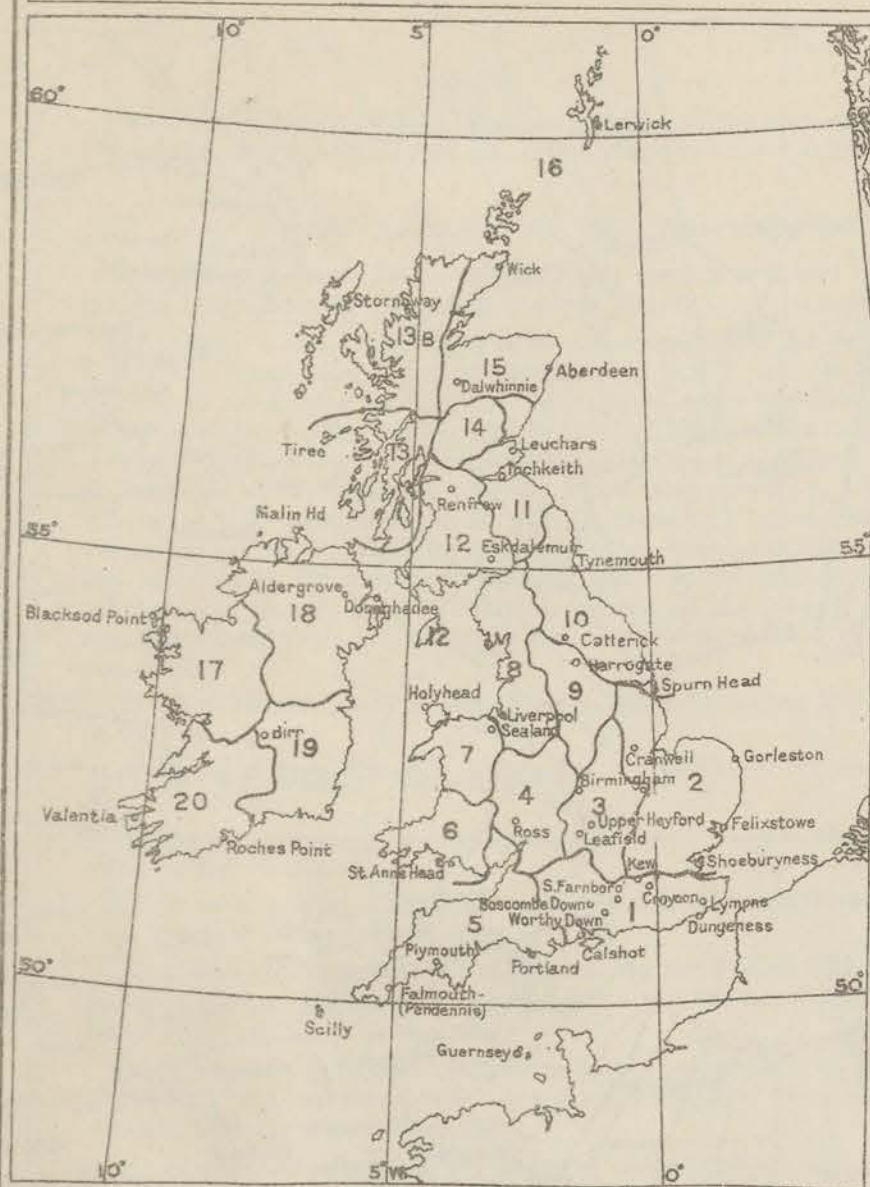 10° 5° 0°
60°
Lerwick
16
Wick
Stornoway
13B
15
Aberdeen
Dalwhinnie
14
Tiree
13A
Leuchars
Inchkeith
Renfrew
11
Malin Hd
55° 12 Eskdalemuir 55°
Tynemouth
Aldergrove
18
Donaghadee
Blacksod Point
10
12
Catterick
Harrogate
17 8 9
Spurn Head
Holyhead
Liverpool
Sealand
Birr 19
7
Cranwell
Gorleston
Birmingham 2
20 4 3
Valentia
Upper Heyford
Felixstowe
6 Ross
Leafield
Roches Point
Kew
Shoeburyness
St. Anns Head
S. Farnboro
Croydon
Boscombe Down
Lympne
1
Worthy Down
Dungeness
5
Calshot
Plymouth
Portland
50° 50°
Falmouth-
(Pendennis)
Scilly
Guernsey
10° 5°W 0°